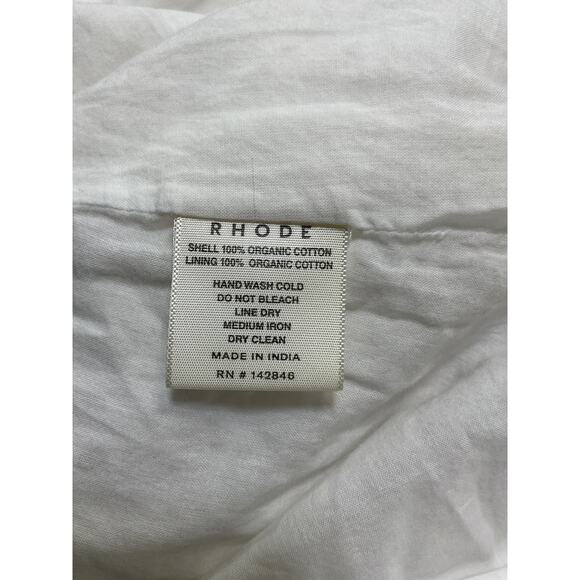 RHODE
SHELL 100% ORGANIC COTTON
LINING 100% ORGANIC COTTON
HAND WASH COLD
DO NOT BLEACH
LINE DRY
MEDIUM IRON
DRY CLEAN
MADE IN INDIA
RN # 142846